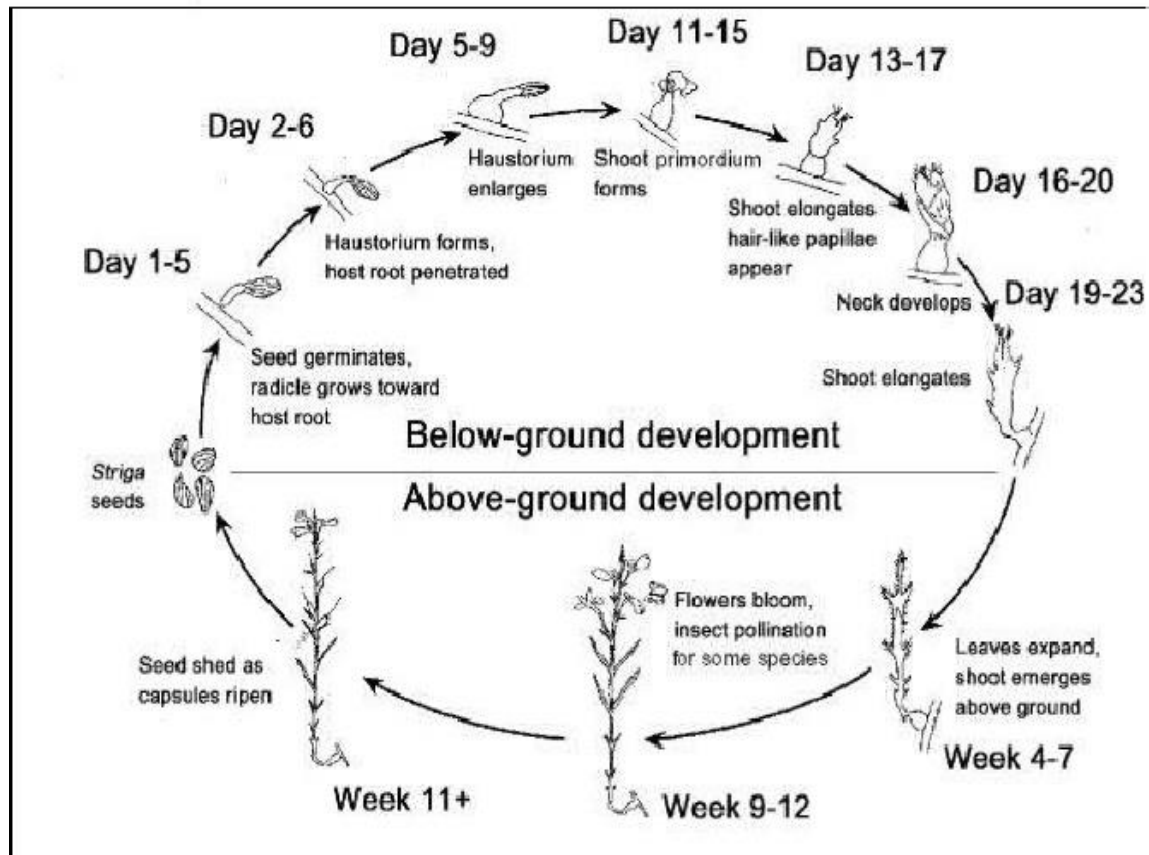 Day 1-5
Seed germinates,
radicle grows toward
host root
Day 2-6
Haustorium forms,
host root penetrated
Day 5-9
Haustorium
enlarges
Day 11-15
Shoot primordium
forms
Day 13-17
Shoot elongates
hair-like papillae
appear
Day 16-20
Neck develops
Day 19-23
Shoot elongates
Below-ground development
Above-ground development
Leaves expand,
shoot emerges
above ground
Week 4-7
Flowers bloom,
insect pollination
for some species
Week 9-12
Seed shed as
capsules ripen
Week 11+
Striga
seeds